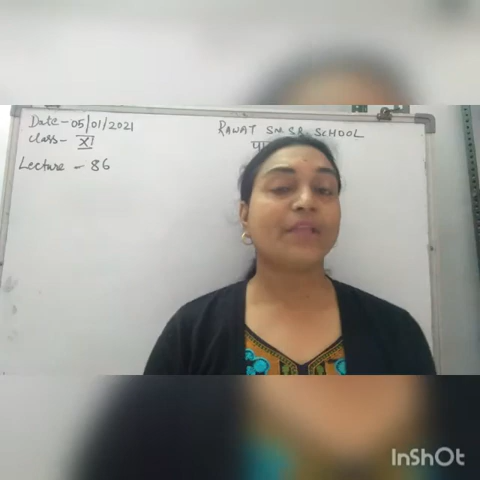 Date - 05/01/2021
Class - XI
Lecture - 86
RAWAT SN. SR. SCHOOL
InShOt